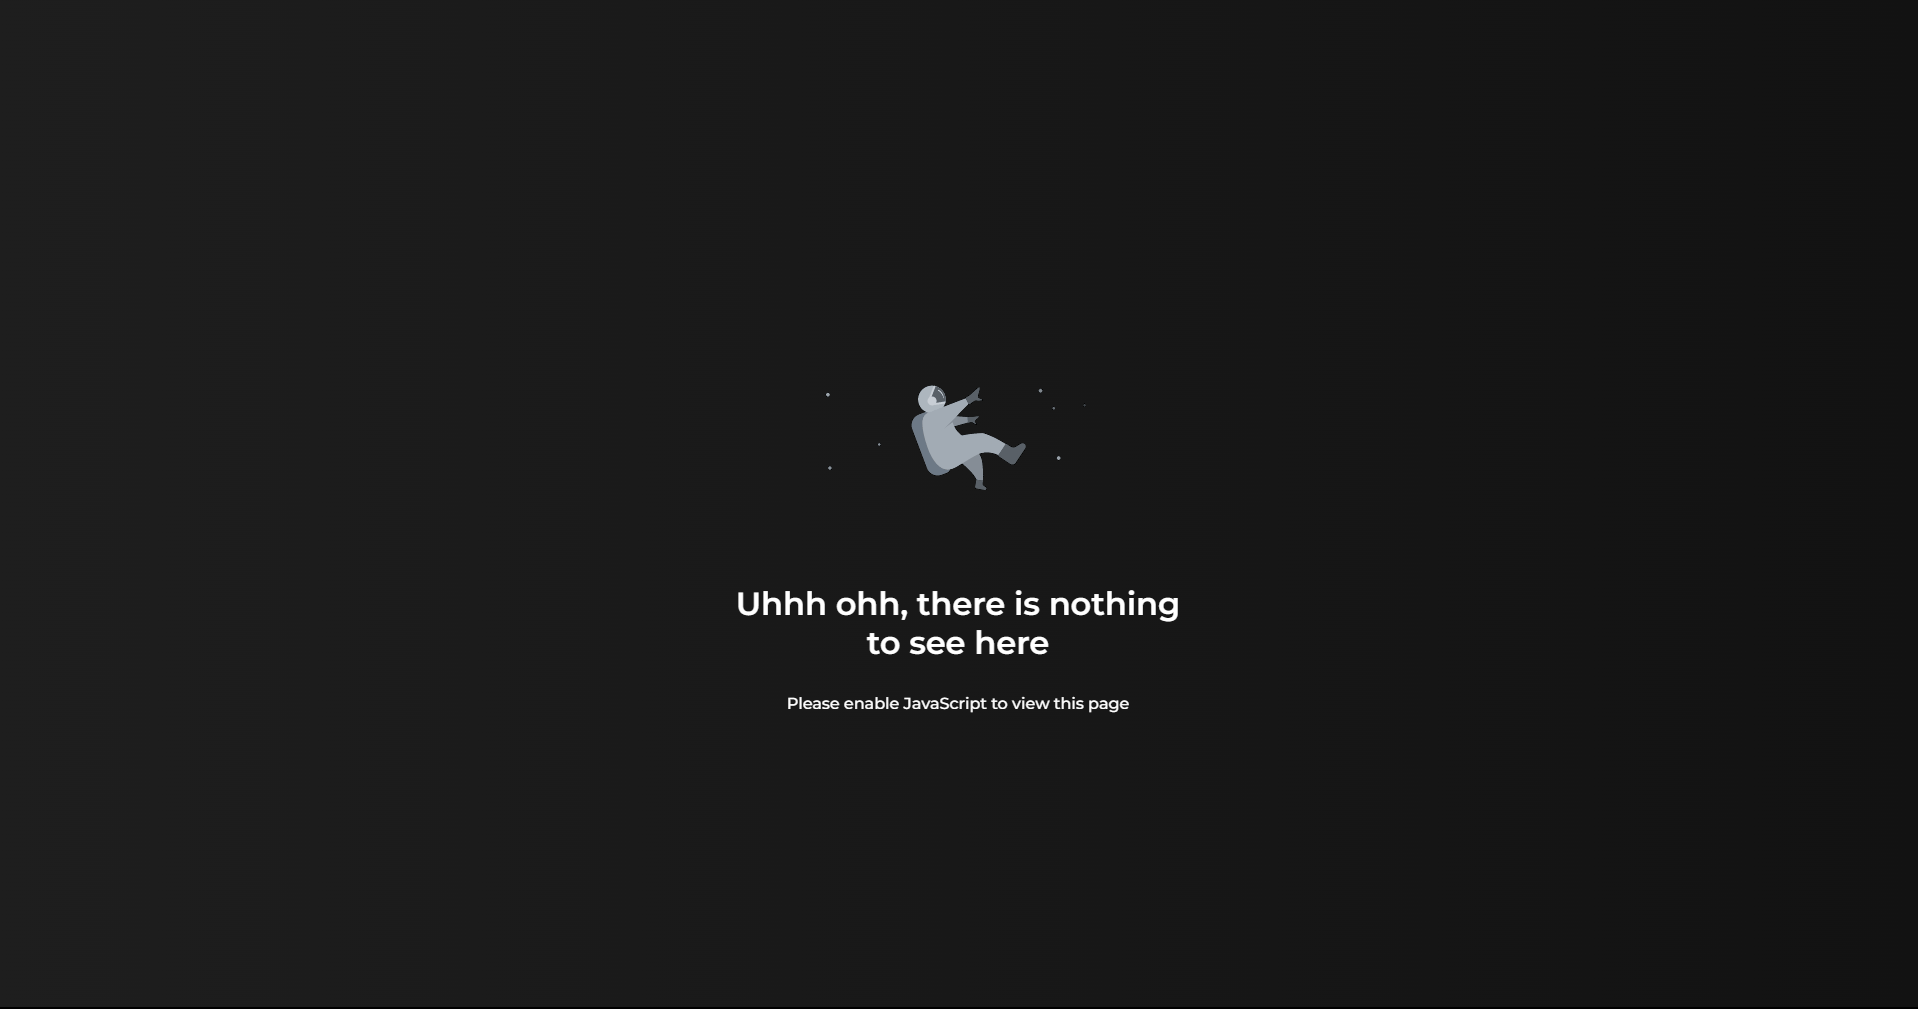 Uhhh ohh, there is nothing
to see here
Please enable JavaScript to view this page